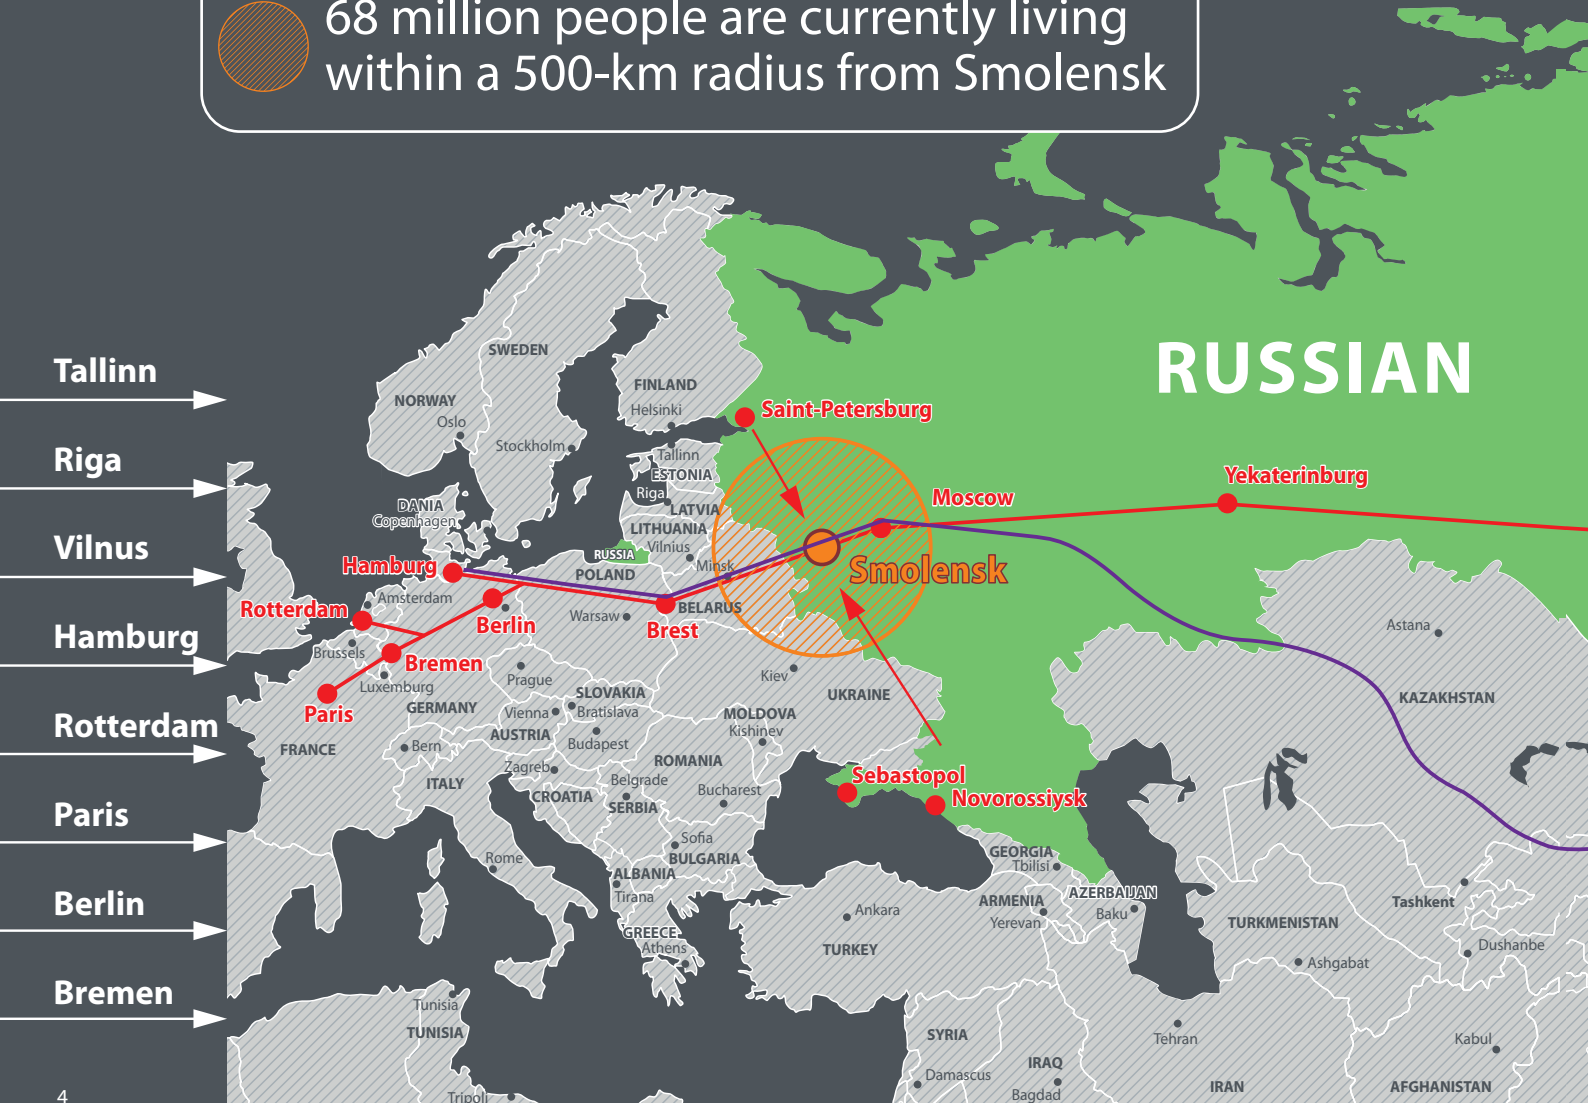 68 million people are currently living
within a 500-km radius from Smolensk
RUSSIAN
Tallinn
Riga
Vilnus
Hamburg
Rotterdam
Paris
Berlin
Bremen
SWEDEN
FINLAND
NORWAY
Helsinki
Oslo
Stockholm
Saint-Petersburg
Tallinn
ESTONIA
Yekaterinburg
Riga
DANIA
Moscow
LATVIA
Copenhagen
LITHUANIA
Vilnius
RUSSIA
Hamburg
Minsk
Smolensk
POLAND
Amsterdam
Rotterdam
BELARUS
Warsaw
Berlin
Brest
Astana
Brussels
Bremen
Kiev
Prague
Luxemburg
SLOVAKIA
UKRAINE
KAZAKHSTAN
GERMANY
Vienna
Bratislava
Paris
MOLDOVA
Kishinev
AUSTRIA
Budapest
FRANCE
Bern
ROMANIA
Zagreb
Sebastopol
ITALY
Belgrade
Bucharest
CROATIA
Novorossiysk
SERBIA
Sofia
Rome
BULGARIA
GEORGIA
Tbilisi
ALBANIA
Tirana
AZERBAIJAN
ARMENIA
Tashkent
Ankara
Baku
Yerevan
TURKMENISTAN
GREECE
Athens
TURKEY
Dushanbe
Ashgabat
Tunisia
TUNISIA
SYRIA
Tehran
Kabul
IRAQ
Damascus
IRAN
AFGHANISTAN
Bagdad
Tripoli
4